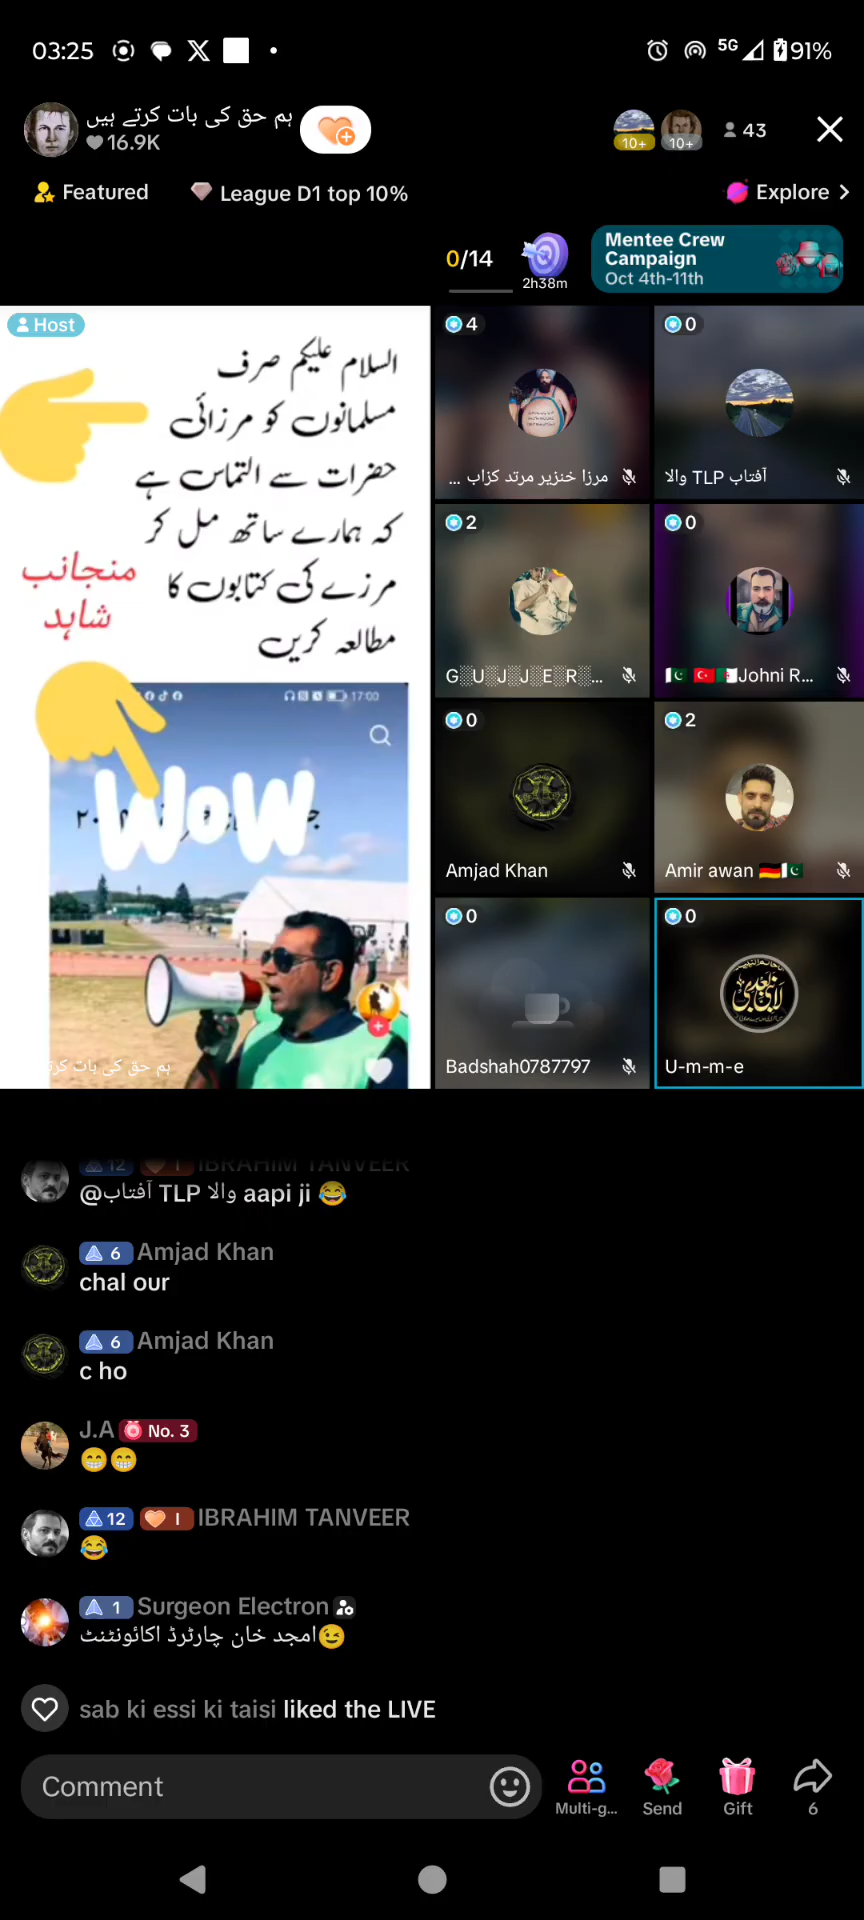 03:25
5G
91%
ہم حق کی بات کرتے ہیں
16.9K
10+
10+
43
Featured
League D1 top 10%
Explore
0/14
2h38m
Mentee Crew
Campaign
Oct 4th-11th
Host
السلام علیکم صرف
مسلمانوں کو مرزائی
حضرات سے التماس ہے
کہ ہمارے ساتھ مل کر
مرزے کی کتابوں کا
مطالعہ کریں
منجانب
شاہد
17:00
WOW
ہم حق کی بات کرتے
4
مرزا خنزیر مرتد کزاب ...
0
آفتاب TLP والا
2
G░U░J░J░E░R░...
0
Johni R...
0
Amjad Khan
2
Amir awan
0
Badshah0787797
0
U-m-m-e
12 I IBRAHIM TANVEER
@آفتاب TLP والا aapi ji 😂
6 Amjad Khan
chal our
6 Amjad Khan
c ho
J.A No. 3
😁😁
12 I IBRAHIM TANVEER
😂
1 Surgeon Electron
امجد خان چارٹرڈ اکائونٹنٹ😉
sab ki essi ki taisi liked the LIVE
Comment
Multi-g...
Send
Gift
6